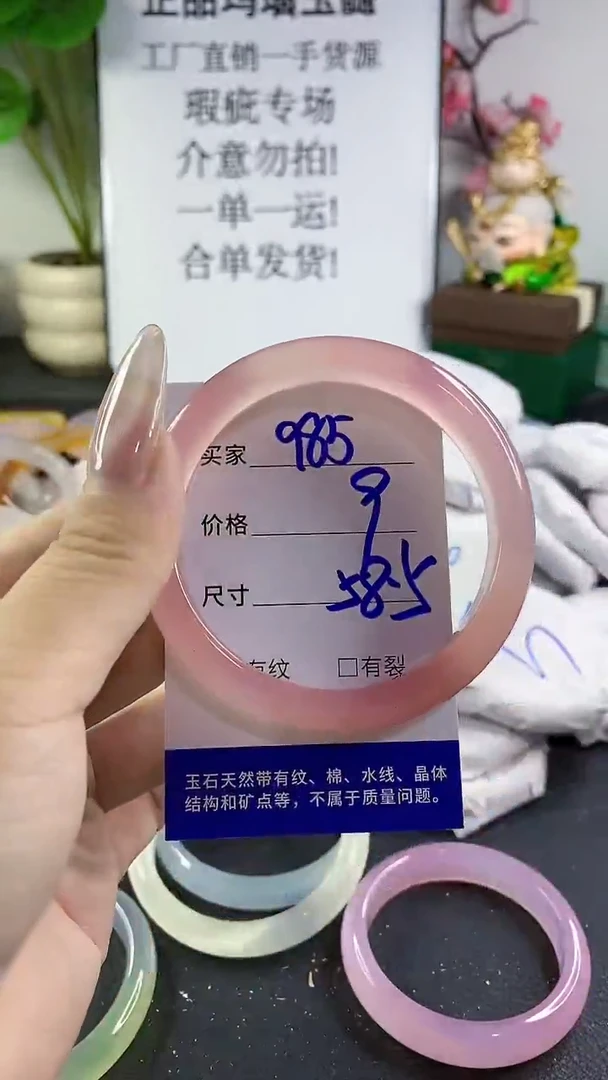 正品玛瑙玉髓
工厂直销一手货源
瑕疵专场
介意勿拍!
一单一运!
合单发货!
买家 985
价格 9
尺寸 58.5
有纹 □有裂
玉石天然带有纹、棉、水线、晶体
结构和矿点等，不属于质量问题。